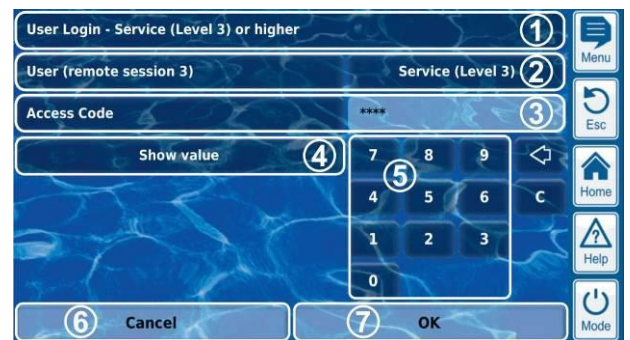 User Login - Service (Level 3) or higher 1
Menu
User (remote session 3) Service (Level 3) 2
Access Code **** 3
Esc
Show value 4 7 8 9
5
Home
4 5 6 C
1 2 3
Help
0
6 Cancel 7 OK
Mode